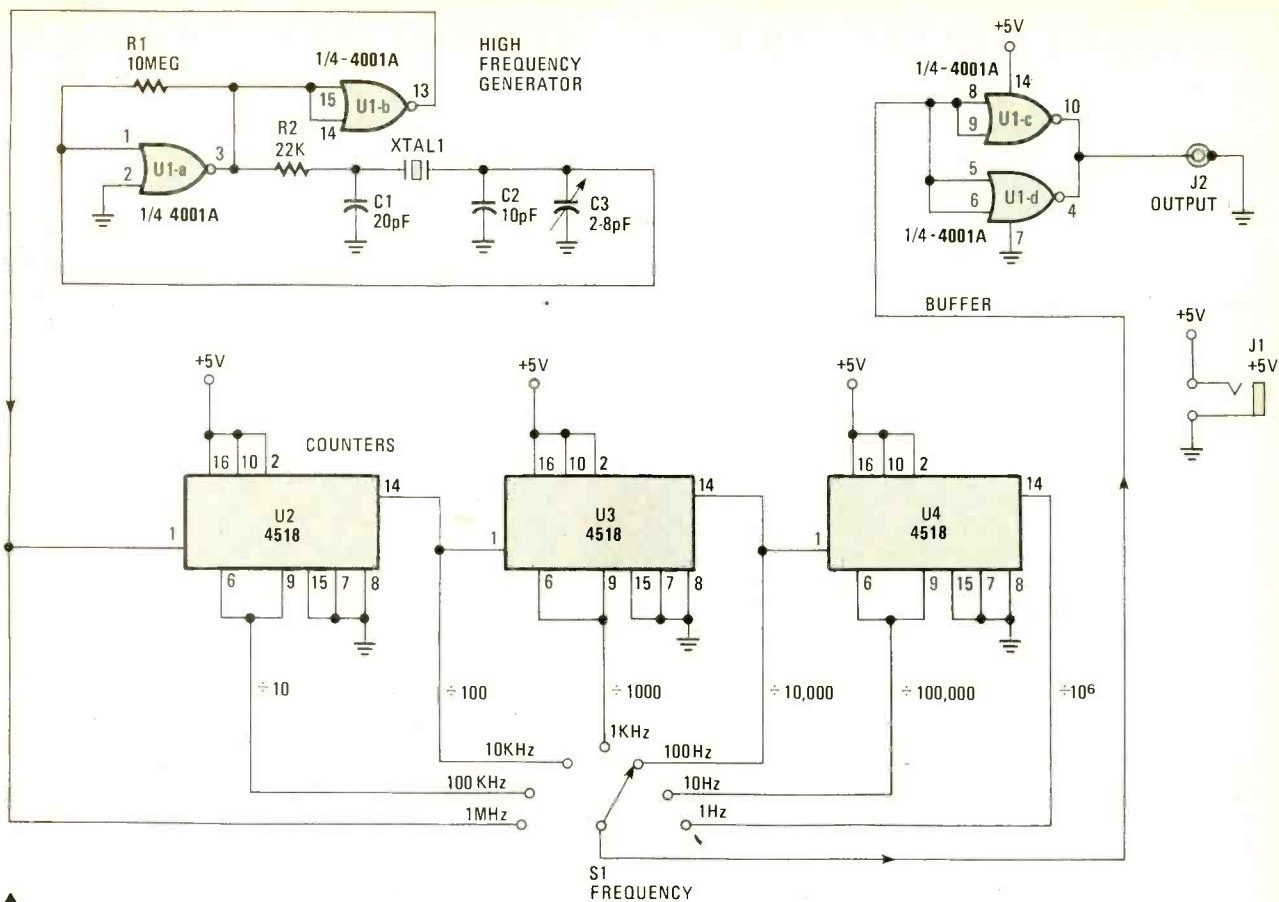 R1
10MEG
1/4-4001A
HIGH
FREQUENCY
GENERATOR
15
U1-b
13
14
1
2
U1-a
3
1/4 4001A
R2
22K
XTAL1
C1
20pF
C2
10pF
C3
2-8pF
+5V
1/4-4001A
14
8
9
U1-c
10
5
6
U1-d
4
1/4-4001A
7
J2
OUTPUT
BUFFER
+5V
J1
+5V
+5V
+5V
+5V
COUNTERS
16 10 2
16 10 2
16 10 2
1
U2
4518
14
1
U3
4518
14
1
U4
4518
14
6 9 15 7 8
6 9 15 7 8
6 9 15 7 8
÷10
÷100
÷1000
÷10,000
÷100,000
÷10⁶
1KHz
10KHz
100Hz
100KHz
10Hz
1MHz
1Hz
S1
FREQUENCY